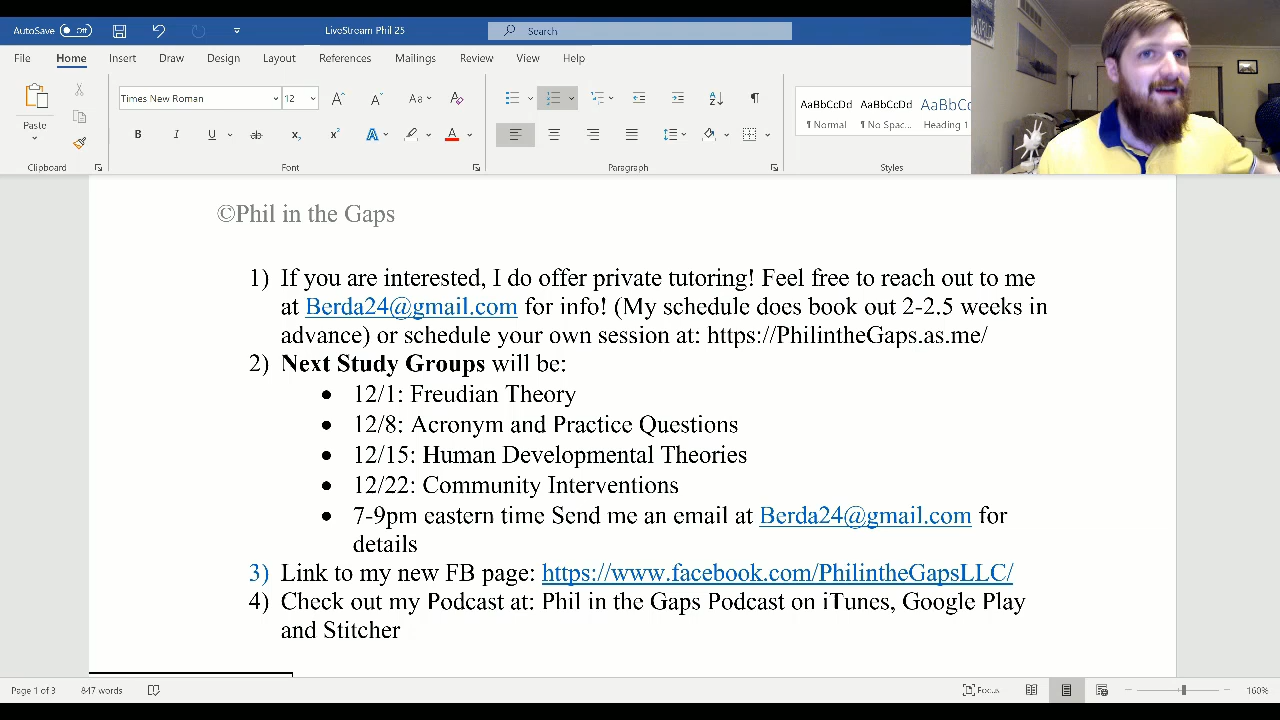 AutoSave Off LiveStream Phil 25 Search
File Home Insert Draw Design Layout References Mailings Review View Help
Times New Roman 12
Paste
AaBbCcDd AaBbCcDd AaBbCc
¶ Normal ¶ No Spac... Heading 1
Clipboard Font Paragraph Styles
©Phil in the Gaps
1) If you are interested, I do offer private tutoring! Feel free to reach out to me
at Berda24@gmail.com for info! (My schedule does book out 2-2.5 weeks in
advance) or schedule your own session at: https://PhilintheGaps.as.me/
2) Next Study Groups will be:
• 12/1: Freudian Theory
• 12/8: Acronym and Practice Questions
• 12/15: Human Developmental Theories
• 12/22: Community Interventions
• 7-9pm eastern time Send me an email at Berda24@gmail.com for
details
3) Link to my new FB page: https://www.facebook.com/PhilintheGapsLLC/
4) Check out my Podcast at: Phil in the Gaps Podcast on iTunes, Google Play
and Stitcher
Page 1 of 3 847 words Focus 160%